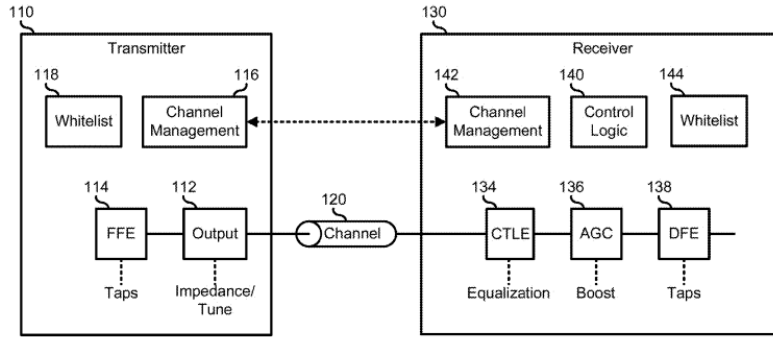 110
130
Transmitter
Receiver
118
116
142
140
144
Whitelist
Channel
Management
Channel
Management
Control
Logic
Whitelist
114
112
120
134
136
138
FFE
Output
Channel
CTLE
AGC
DFE
Taps
Impedance/
Tune
Equalization
Boost
Taps